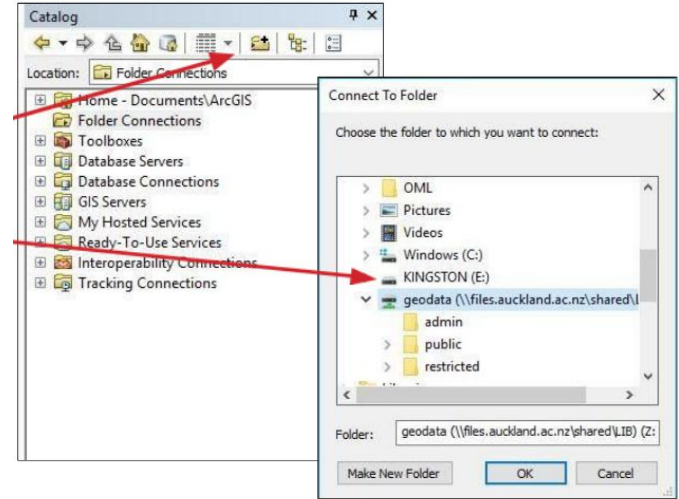 Catalog
Location: Folder Connections
Home - Documents\ArcGIS
Folder Connections
Toolboxes
Database Servers
Database Connections
GIS Servers
My Hosted Services
Ready-To-Use Services
Interoperability Connections
Tracking Connections
Connect To Folder
Choose the folder to which you want to connect:
OML
Pictures
Videos
Windows (C:)
KINGSTON (E:)
geodata (\\files.auckland.ac.nz\shared\L
admin
public
restricted
Folder: geodata (\\files.auckland.ac.nz\shared\LIB) (Z:
Make New Folder OK Cancel